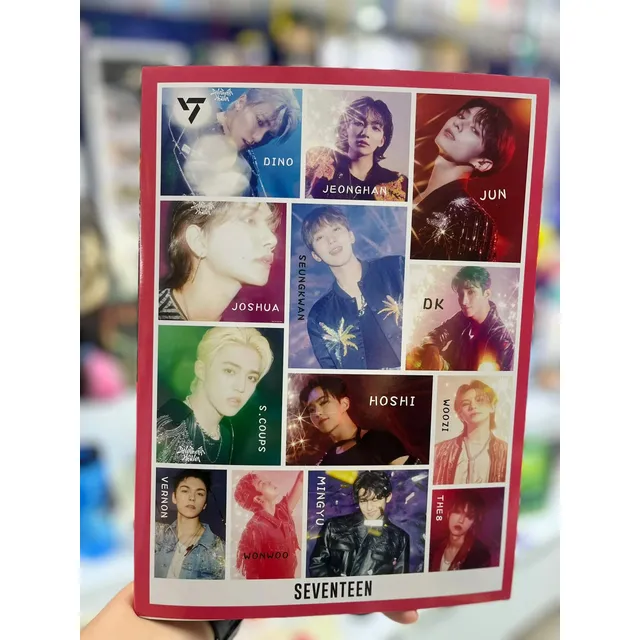 DINO
JEONGHAN
JUN
JOSHUA
SEUNGKWAN
DK
S.COUPS
HOSHI
WOOZI
VERNON
WONWOO
MINGYU
THE8
SEVENTEEN